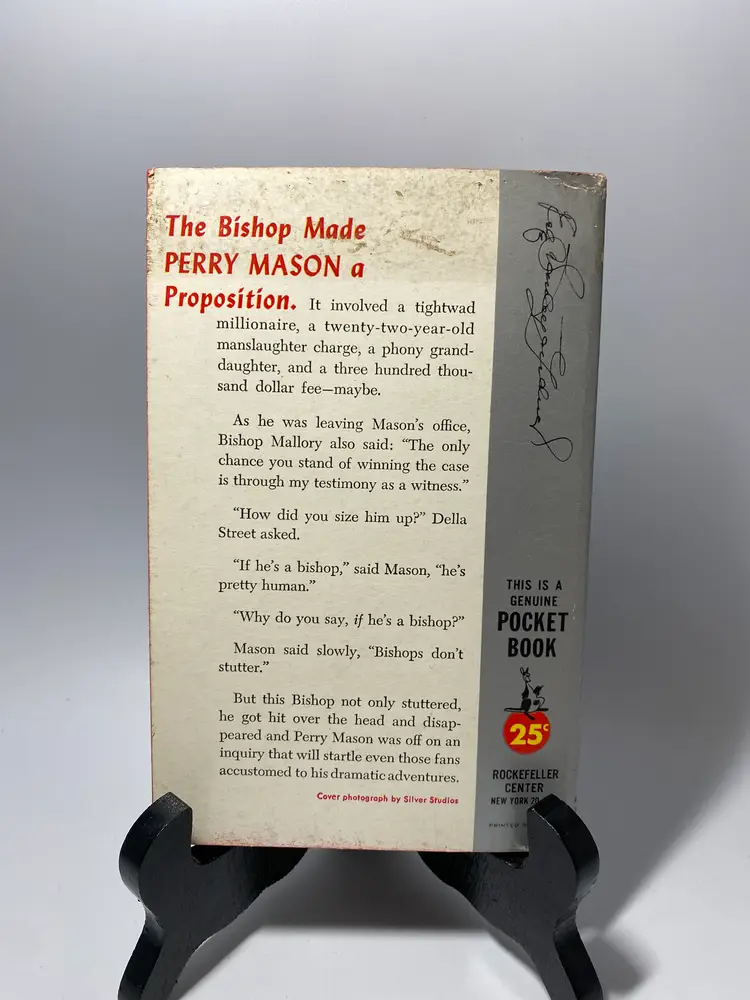 The Bishop Made
PERRY MASON a
Proposition. It involved a tightwad
millionaire, a twenty-two-year-old
manslaughter charge, a phony grand-
daughter, and a three hundred thou-
sand dollar fee—maybe.
As he was leaving Mason's office,
Bishop Mallory also said: "The only
chance you stand of winning the case
is through my testimony as a witness."
"How did you size him up?" Della
Street asked.
"If he's a bishop," said Mason, "he's
pretty human."
"Why do you say, if he's a bishop?"
Mason said slowly, "Bishops don't
stutter."
But this Bishop not only stuttered,
he got hit over the head and disap-
peared and Perry Mason was off on an
inquiry that will startle even those fans
accustomed to his dramatic adventures.
Cover photograph by Silver Studios
THIS IS A
GENUINE
POCKET
BOOK
25¢
ROCKEFELLER
CENTER
NEW YORK 20
PRINTED